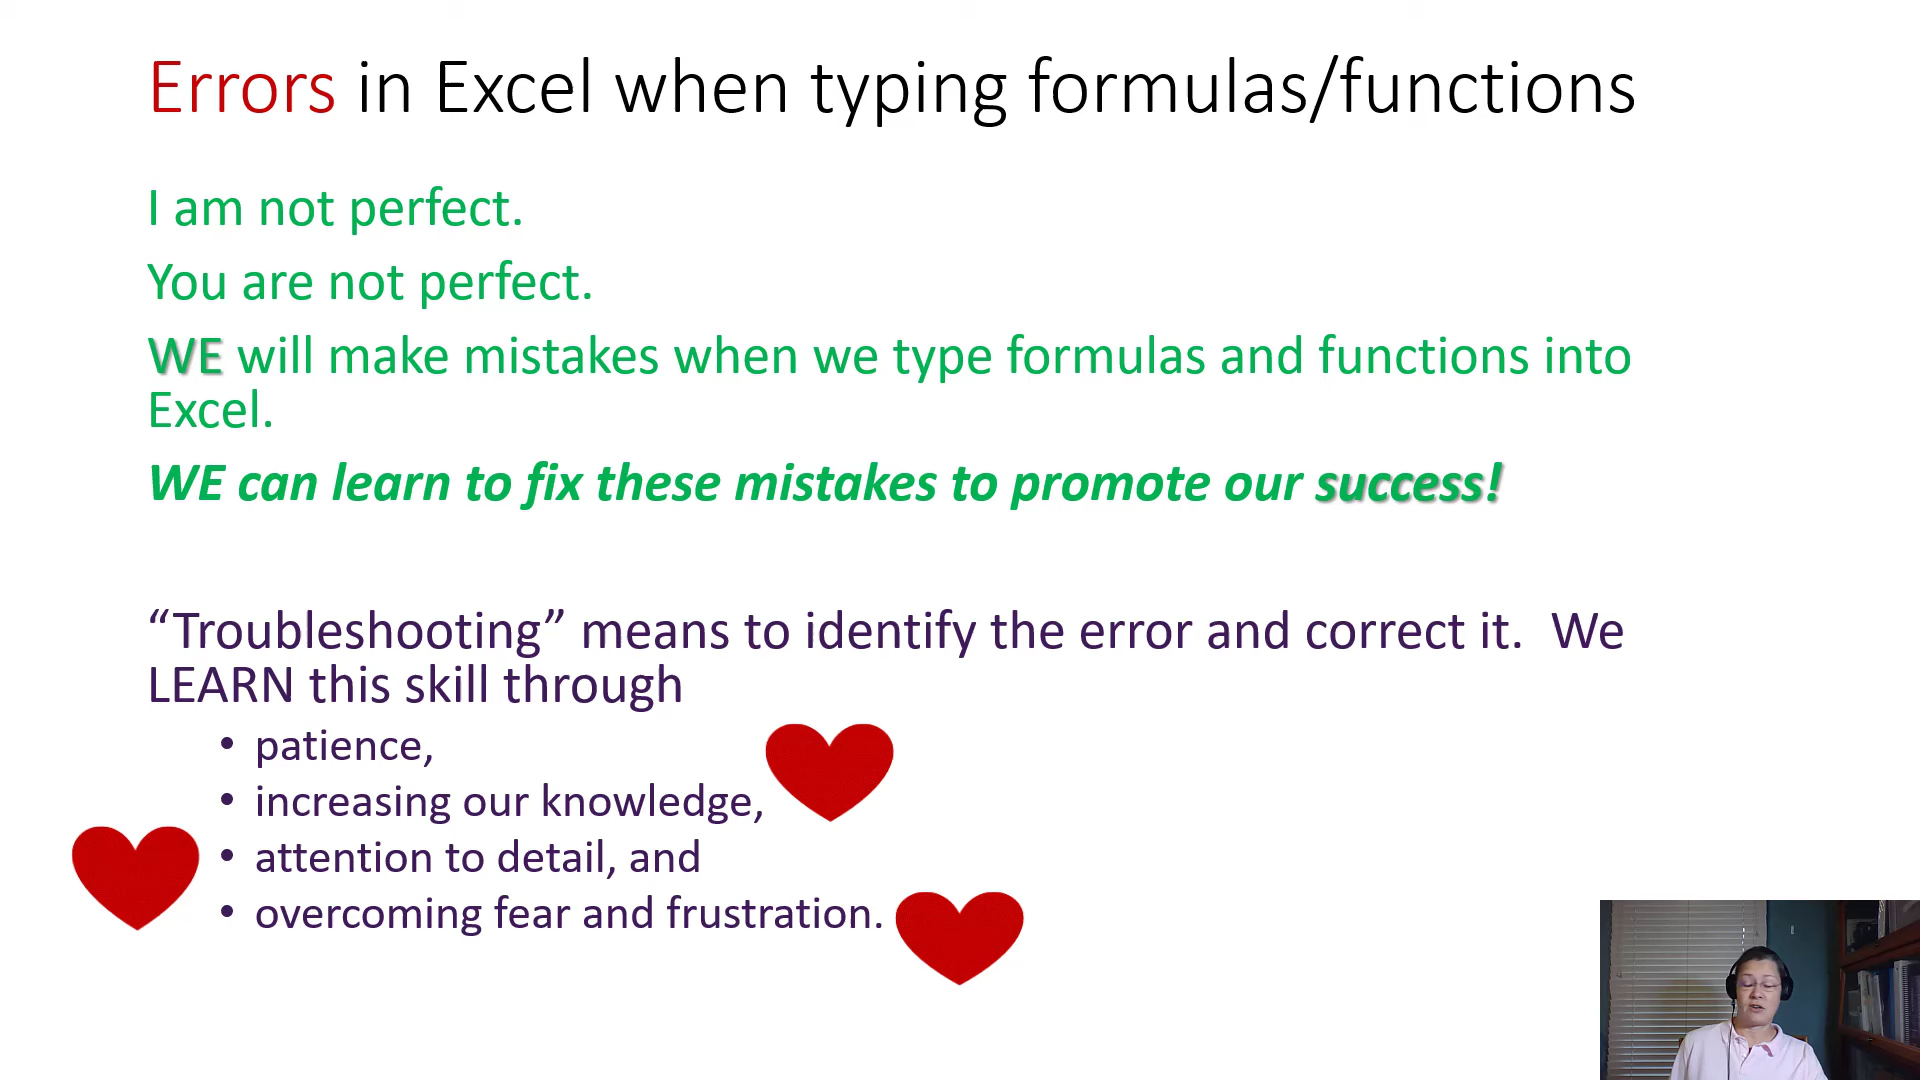 Errors in Excel when typing formulas/functions
I am not perfect.
You are not perfect.
WE will make mistakes when we type formulas and functions into
Excel.
WE can learn to fix these mistakes to promote our success!
“Troubleshooting” means to identify the error and correct it.  We
LEARN this skill through
• patience,
• increasing our knowledge,
• attention to detail, and
• overcoming fear and frustration.